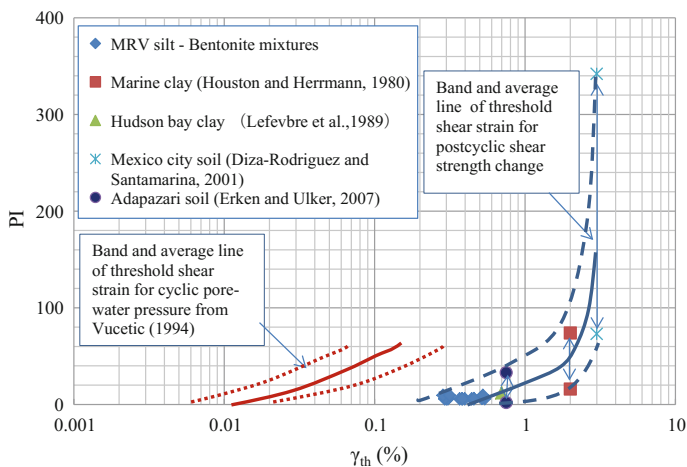 400
300
200
100
0
PI
MRV silt - Bentonite mixtures
Marine clay (Houston and Herrmann, 1980)
Hudson bay clay （Lefevbre et al.,1989）
Mexico city soil (Diza-Rodriguez and
Santamarina, 2001)
Adapazari soil (Erken and Ulker, 2007)
Band and average
line of threshold
shear strain for
postcyclic shear
strength change
Band and average line
of threshold shear
strain for cyclic pore-
water pressure from
Vucetic (1994)
0.001
0.01
0.1
1
10
γth (%)